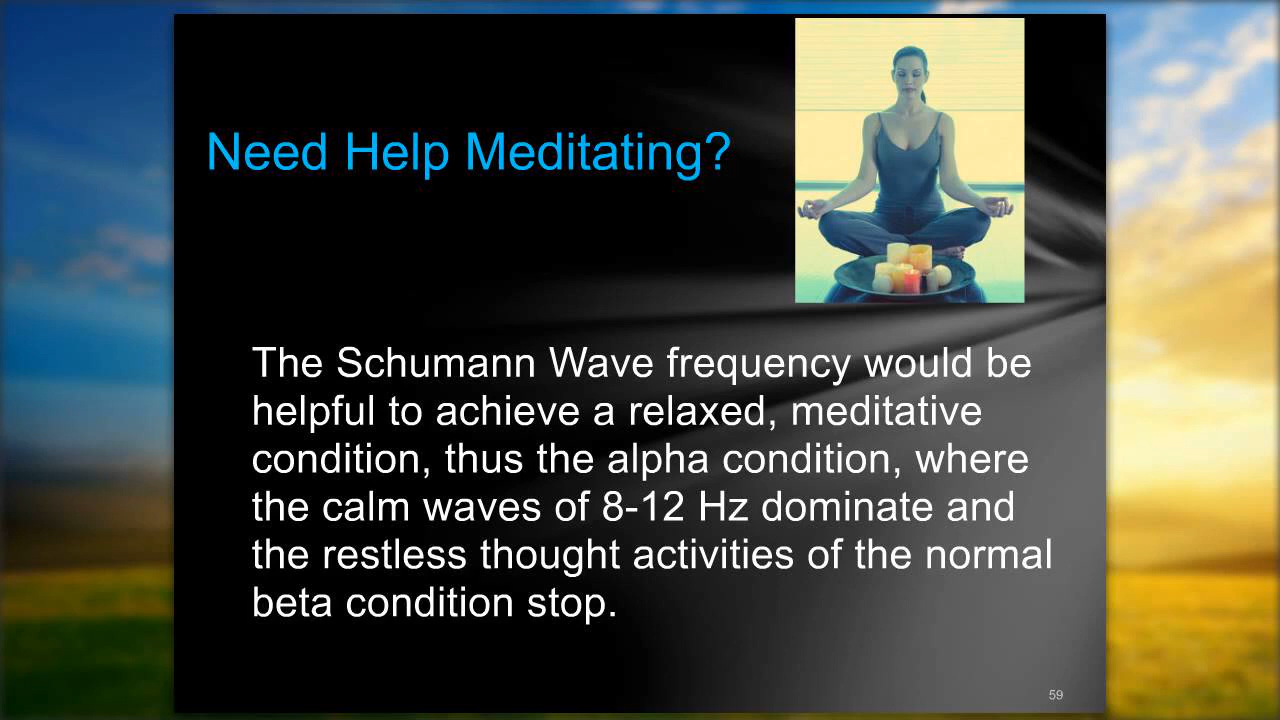 Need Help Meditating?
The Schumann Wave frequency would be
helpful to achieve a relaxed, meditative
condition, thus the alpha condition, where
the calm waves of 8-12 Hz dominate and
the restless thought activities of the normal
beta condition stop.
59